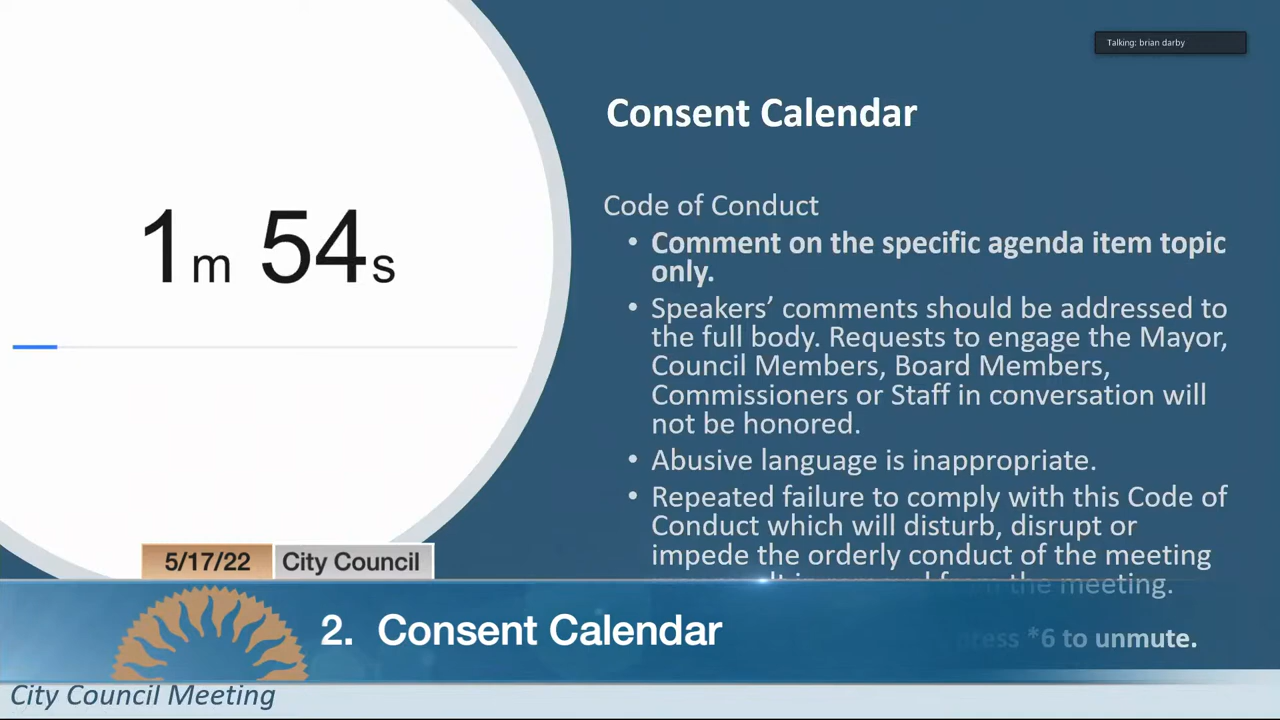 Talking: brian darby
Consent Calendar
1m 54s
Code of Conduct
• Comment on the specific agenda item topic
only.
• Speakers’ comments should be addressed to
the full body. Requests to engage the Mayor,
Council Members, Board Members,
Commissioners or Staff in conversation will
not be honored.
• Abusive language is inappropriate.
• Repeated failure to comply with this Code of
Conduct which will disturb, disrupt or
impede the orderly conduct of the meeting
from the meeting.
press *6 to unmute.
5/17/22 City Council
2. Consent Calendar
City Council Meeting